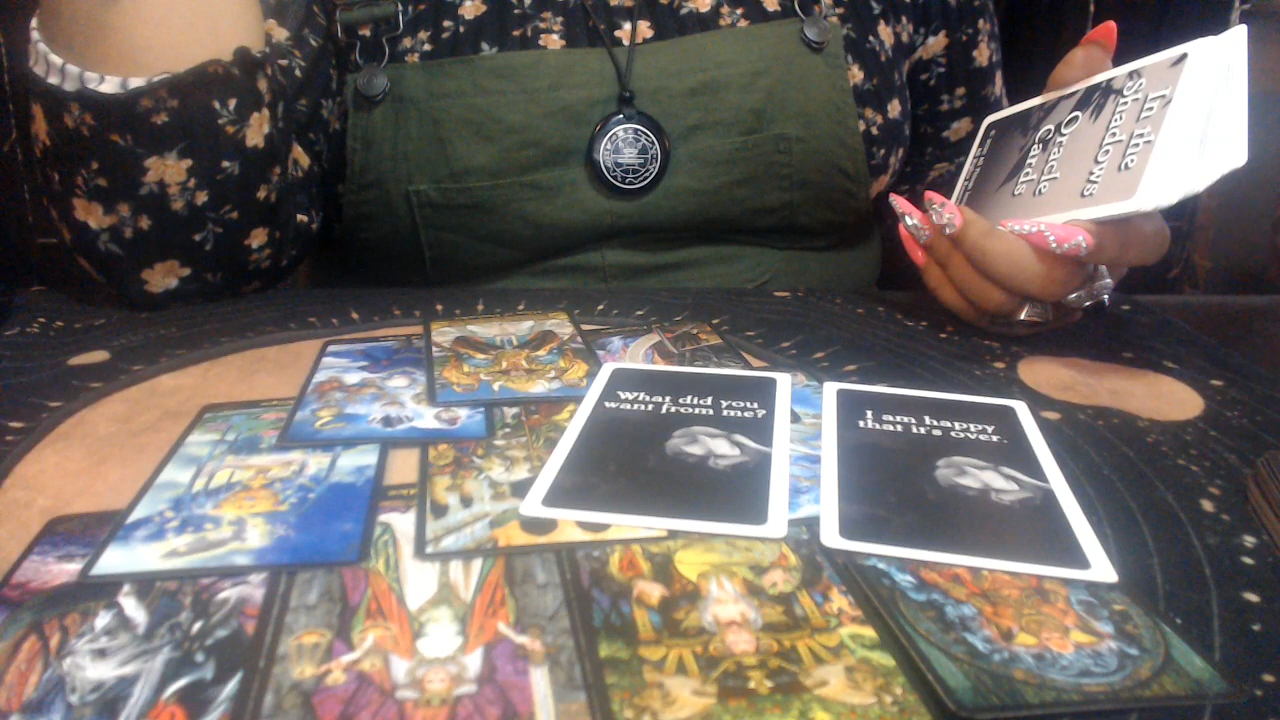 In the
Shadows
Oracle
Cards
What did you
want from me?
I am happy
that it's over.